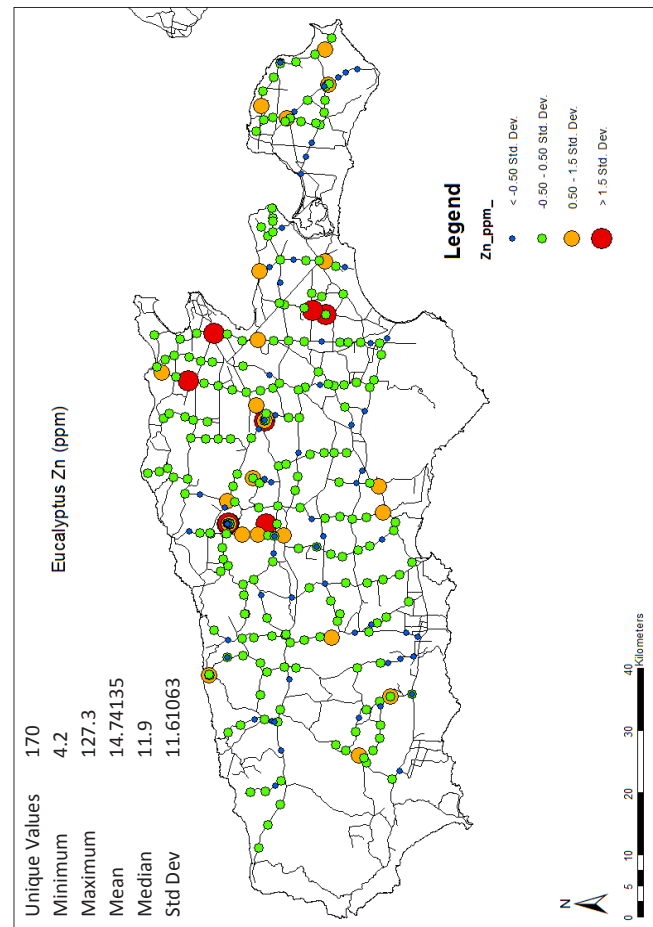 Unique Values 170
Minimum 4.2
Maximum 127.3
Mean 14.74135
Median 11.9
Std Dev 11.61063
Eucalyptus Zn (ppm)
Legend
Zn_ppm_
< -0.50 Std. Dev.
-0.50 - 0.50 Std. Dev.
0.50 - 1.5 Std. Dev.
> 1.5 Std. Dev.
N
0 5 10 20 30 40
Kilometers